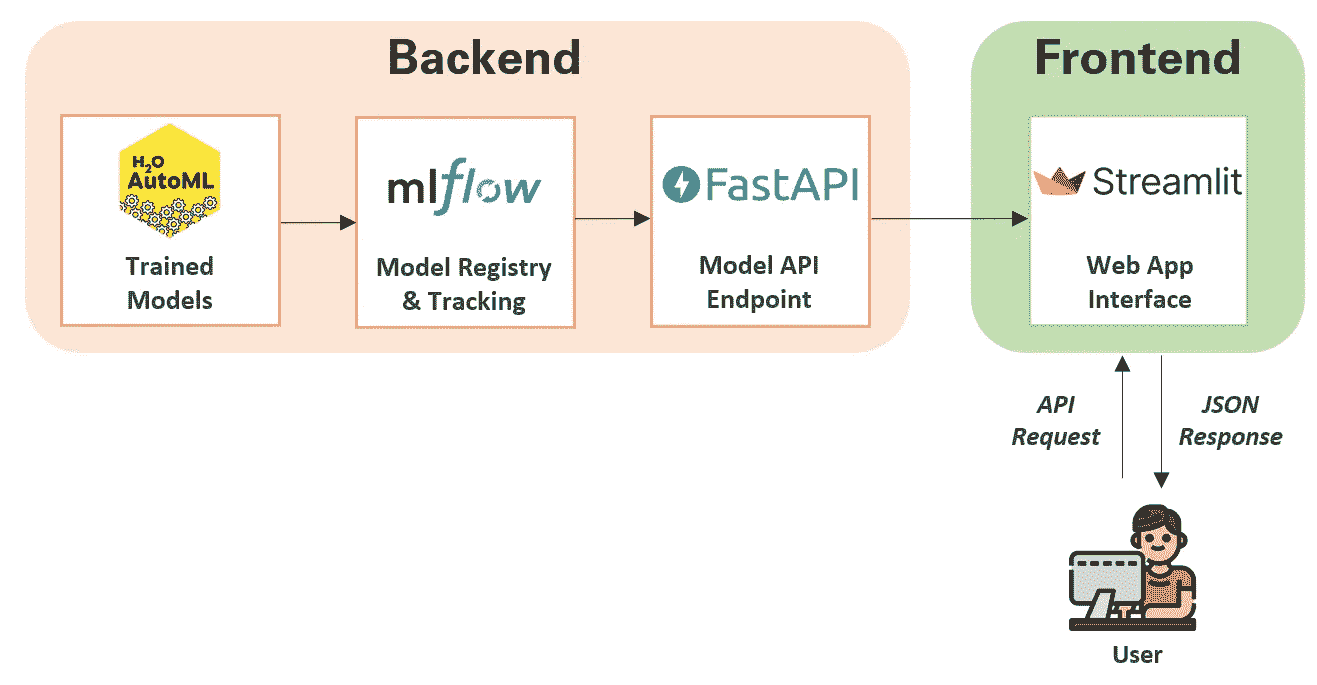 Backend
Frontend
H2O
AutoML
Trained
Models
mlflow
Model Registry
& Tracking
FastAPI
Model API
Endpoint
Streamlit
Web App
Interface
API
Request
JSON
Response
User